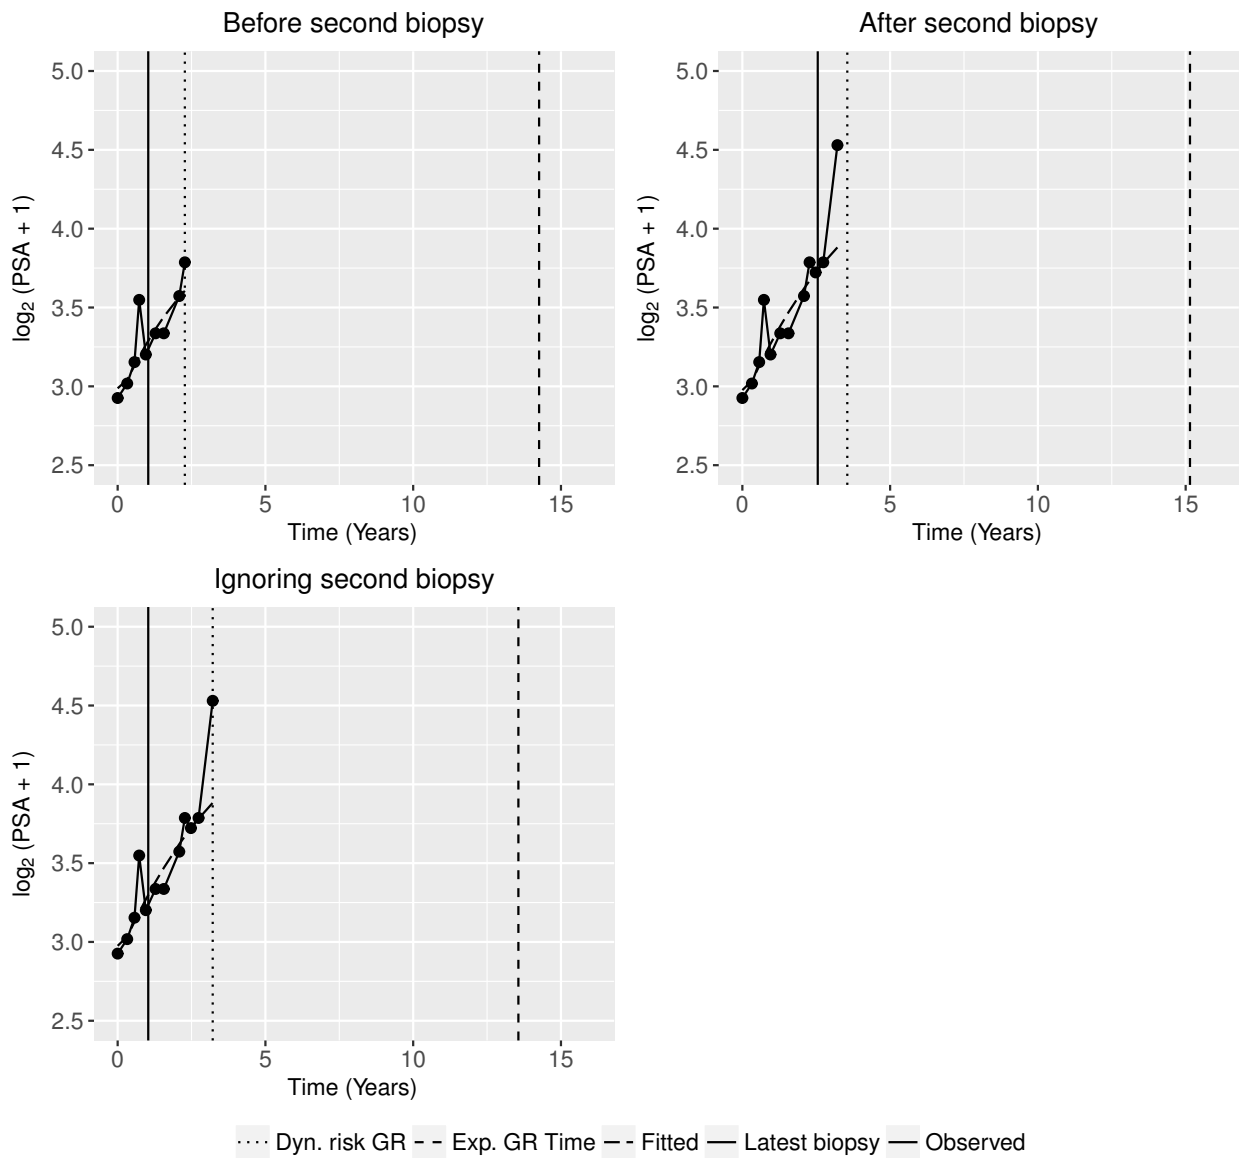 Before second biopsy
5.0
4.5
4.0
3.5
3.0
2.5
log₂ (PSA + 1)
0 5 10 15
Time (Years)
After second biopsy
5.0
4.5
4.0
3.5
3.0
2.5
log₂ (PSA + 1)
0 5 10 15
Time (Years)
Ignoring second biopsy
5.0
4.5
4.0
3.5
3.0
2.5
log₂ (PSA + 1)
0 5 10 15
Time (Years)
Dyn. risk GR Exp. GR Time Fitted Latest biopsy Observed